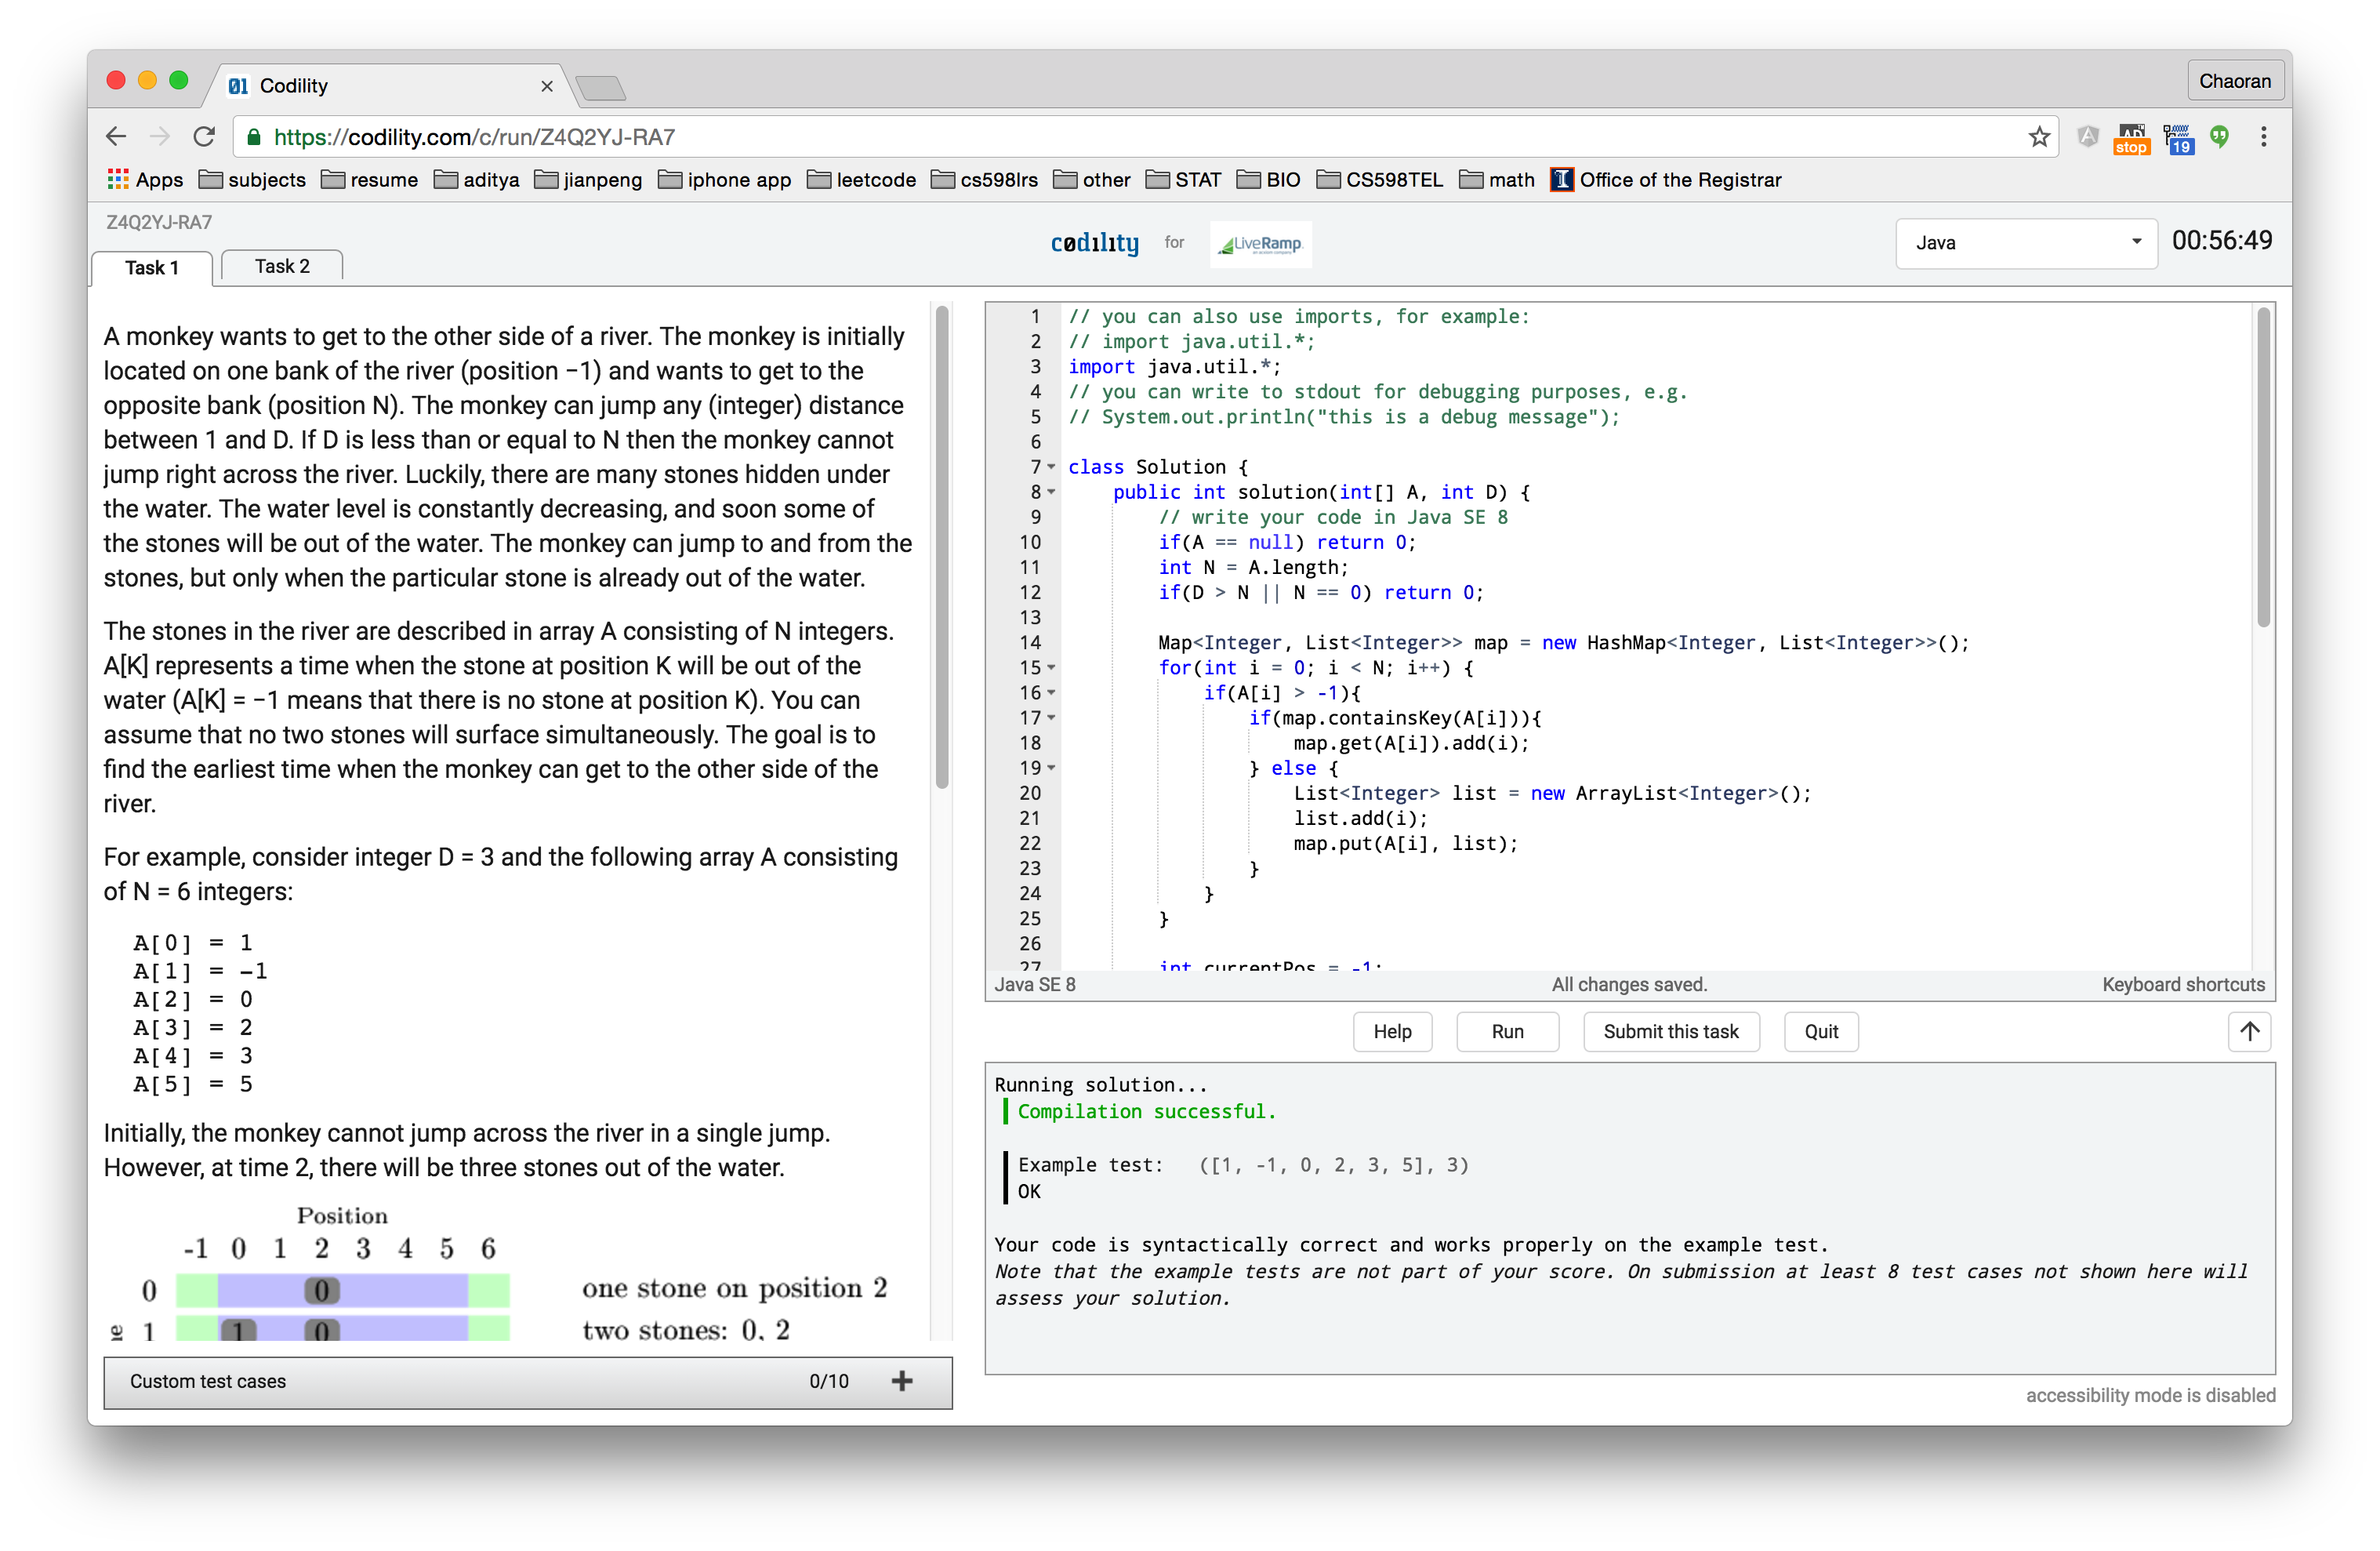 Codility
Chaoran
https://codility.com/c/run/Z4Q2YJ-RA7
stop
19
Apps subjects resume aditya jianpeng iphone app leetcode cs598lrs other STAT BIO CS598TEL math Office of the Registrar
Z4Q2YJ-RA7
Task 1
Task 2
codility for LiveRamp
Java
00:56:49
A monkey wants to get to the other side of a river. The monkey is initially
located on one bank of the river (position −1) and wants to get to the
opposite bank (position N). The monkey can jump any (integer) distance
between 1 and D. If D is less than or equal to N then the monkey cannot
jump right across the river. Luckily, there are many stones hidden under
the water. The water level is constantly decreasing, and soon some of
the stones will be out of the water. The monkey can jump to and from the
stones, but only when the particular stone is already out of the water.
The stones in the river are described in array A consisting of N integers.
A[K] represents a time when the stone at position K will be out of the
water (A[K] = −1 means that there is no stone at position K). You can
assume that no two stones will surface simultaneously. The goal is to
find the earliest time when the monkey can get to the other side of the
river.
For example, consider integer D = 3 and the following array A consisting
of N = 6 integers:
A[0] = 1
A[1] = −1
A[2] = 0
A[3] = 2
A[4] = 3
A[5] = 5
Initially, the monkey cannot jump across the river in a single jump.
However, at time 2, there will be three stones out of the water.
Position
-1 0 1 2 3 4 5 6
0 0 one stone on position 2
1 1 0 two stones: 0, 2
Custom test cases 0/10
1 // you can also use imports, for example:
2 // import java.util.*;
3 import java.util.*;
4 // you can write to stdout for debugging purposes, e.g.
5 // System.out.println("this is a debug message");
6
7 class Solution {
8 public int solution(int[] A, int D) {
9 // write your code in Java SE 8
10 if(A == null) return 0;
11 int N = A.length;
12 if(D > N || N == 0) return 0;
13
14 Map<Integer, List<Integer>> map = new HashMap<Integer, List<Integer>>();
15 for(int i = 0; i < N; i++) {
16 if(A[i] > -1){
17 if(map.containsKey(A[i])){
18 map.get(A[i]).add(i);
19 } else {
20 List<Integer> list = new ArrayList<Integer>();
21 list.add(i);
22 map.put(A[i], list);
23 }
24 }
25 }
26
27 int currentPos = -1;
Java SE 8 All changes saved. Keyboard shortcuts
Help Run Submit this task Quit
Running solution...
Compilation successful.
Example test: ([1, -1, 0, 2, 3, 5], 3)
OK
Your code is syntactically correct and works properly on the example test.
Note that the example tests are not part of your score. On submission at least 8 test cases not shown here will
assess your solution.
accessibility mode is disabled